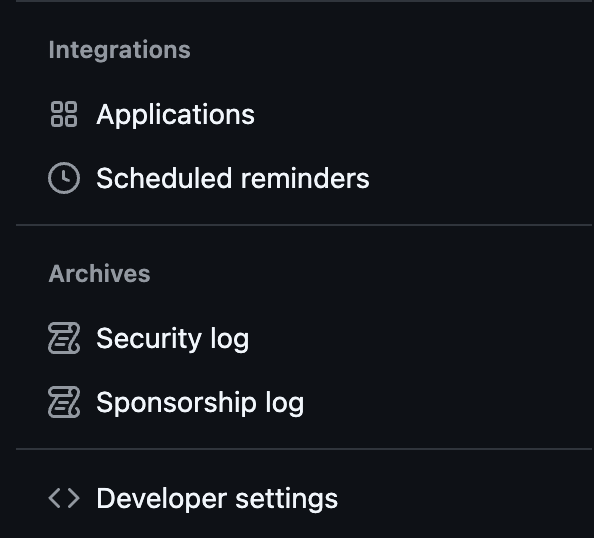 Integrations
Applications
Scheduled reminders
Archives
Security log
Sponsorship log
Developer settings